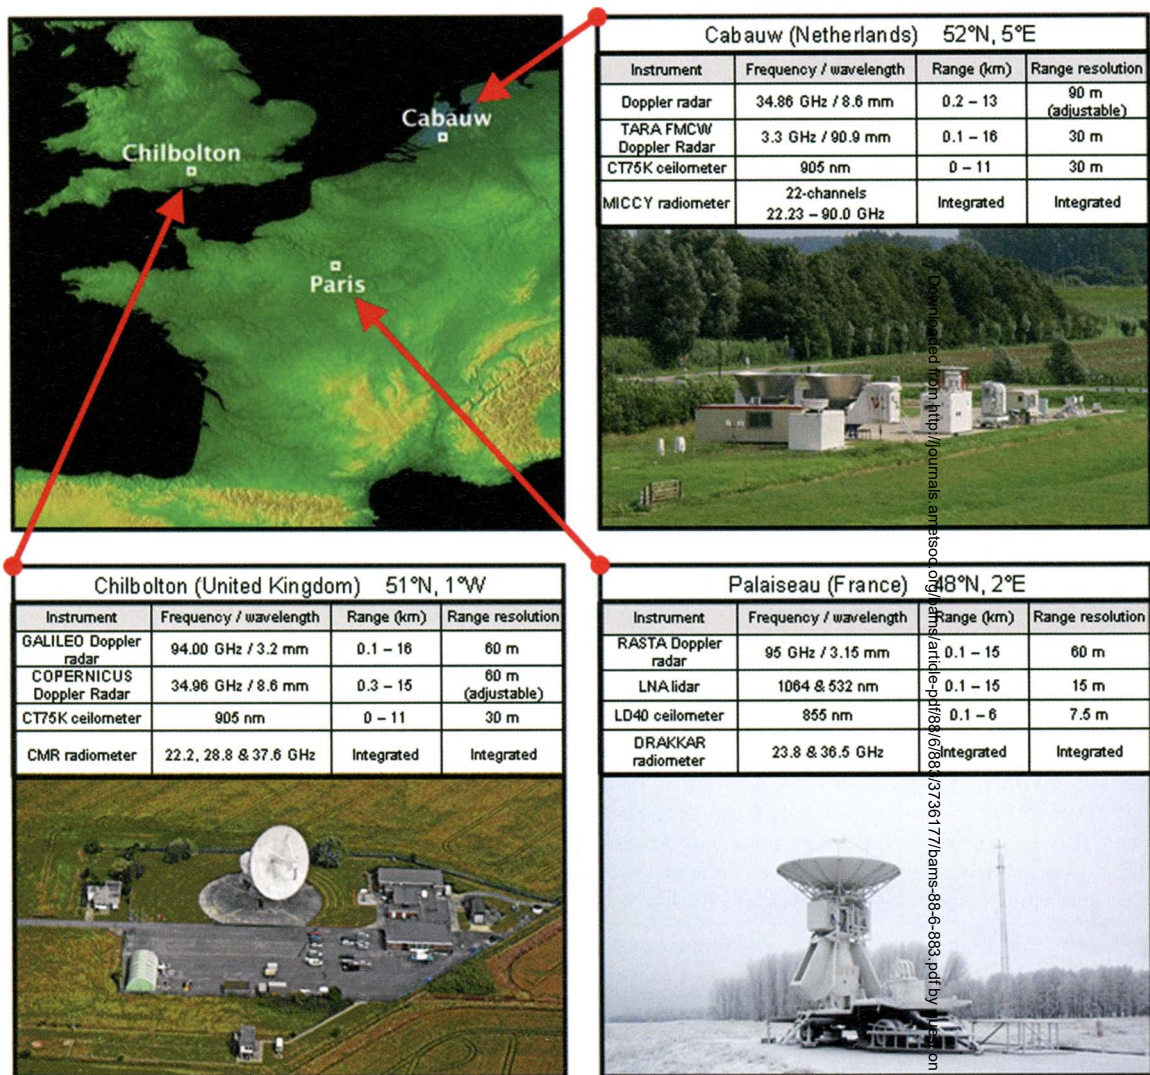 Chilbolton
Cabauw
Paris
Cabauw (Netherlands) 52°N, 5°E
Instrument Frequency / wavelength Range (km) Range resolution
Doppler radar 34.86 GHz / 8.6 mm 0.2 – 13 90 m (adjustable)
TARA FMCW Doppler Radar 3.3 GHz / 90.9 mm 0.1 – 16 30 m
CT75K ceilometer 905 nm 0 – 11 30 m
MICCY radiometer 22-channels 22.23 – 90.0 GHz Integrated Integrated
Chilbolton (United Kingdom) 51°N, 1°W
Instrument Frequency / wavelength Range (km) Range resolution
GALILEO Doppler radar 94.00 GHz / 3.2 mm 0.1 – 16 60 m
COPERNICUS Doppler Radar 34.96 GHz / 8.6 mm 0.3 – 15 60 m (adjustable)
CT75K ceilometer 905 nm 0 – 11 30 m
CMR radiometer 22.2, 28.8 & 37.6 GHz Integrated Integrated
Palaiseau (France) 48°N, 2°E
Instrument Frequency / wavelength Range (km) Range resolution
RASTA Doppler radar 95 GHz / 3.15 mm 0.1 – 15 60 m
LNA lidar 1064 & 532 nm 0.1 – 15 15 m
LD40 ceilometer 855 nm 0.1 – 6 7.5 m
DRAKKAR radiometer 23.8 & 36.5 GHz Integrated Integrated
Downloaded from http://journals.ametsoc.org/bams/article-pdf/88/6/883/3736177/bams-88-6-883.pdf by guest on